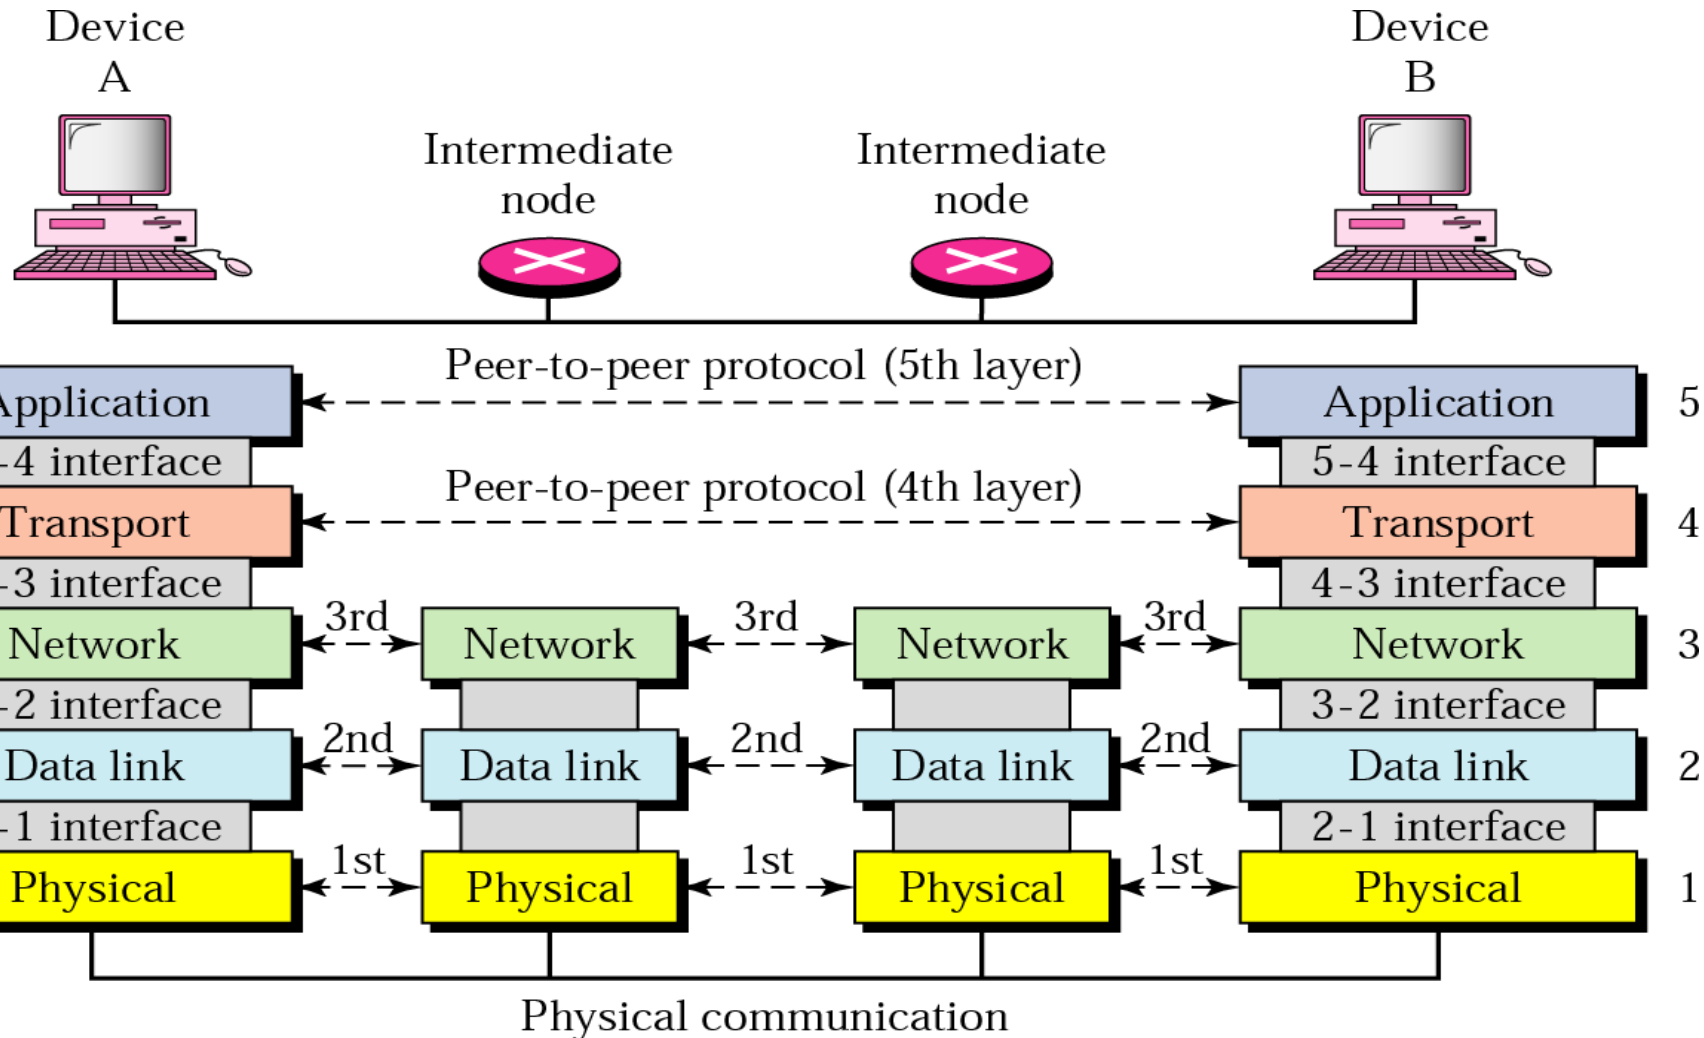 Device
A
Device
B
Intermediate
node
Intermediate
node
Peer-to-peer protocol (5th layer)
Application
Application
5
-4 interface
5-4 interface
Peer-to-peer protocol (4th layer)
Transport
Transport
4
-3 interface
4-3 interface
3rd
3rd
3rd
Network
Network
Network
Network
3
-2 interface
3-2 interface
2nd
2nd
2nd
Data link
Data link
Data link
Data link
2
-1 interface
2-1 interface
1st
1st
1st
Physical
Physical
Physical
Physical
1
Physical communication